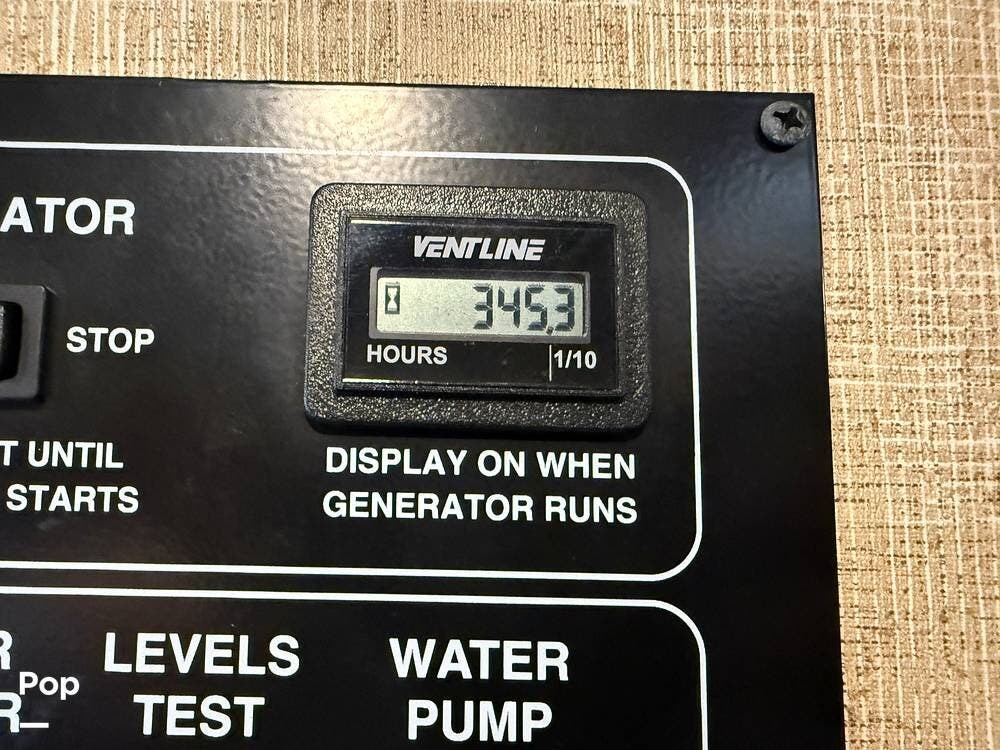 ATOR
VENTLINE
345.3
STOP
HOURS 1/10
T UNTIL
STARTS
DISPLAY ON WHEN
GENERATOR RUNS
R LEVELS WATER
Pop
R TEST PUMP